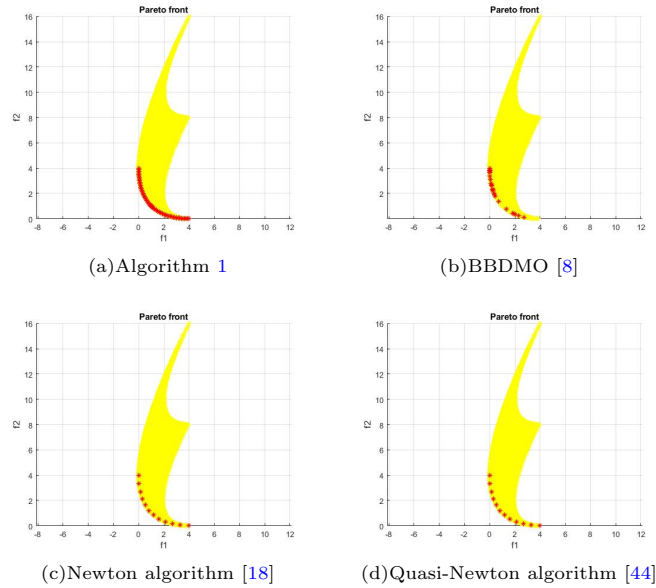 Pareto front
16
14
12
10
8
6
4
2
0
f2
-8 -6 -4 -2 0 2 4 6 8 10 12
f1
(a)Algorithm 1
Pareto front
16
14
12
10
8
6
4
2
0
f2
-8 -6 -4 -2 0 2 4 6 8 10 12
f1
(b)BBDMO [8]
Pareto front
16
14
12
10
8
6
4
2
0
f2
-8 -6 -4 -2 0 2 4 6 8 10 12
f1
(c)Newton algorithm [18]
Pareto front
16
14
12
10
8
6
4
2
0
f2
-8 -6 -4 -2 0 2 4 6 8 10 12
f1
(d)Quasi-Newton algorithm [44]